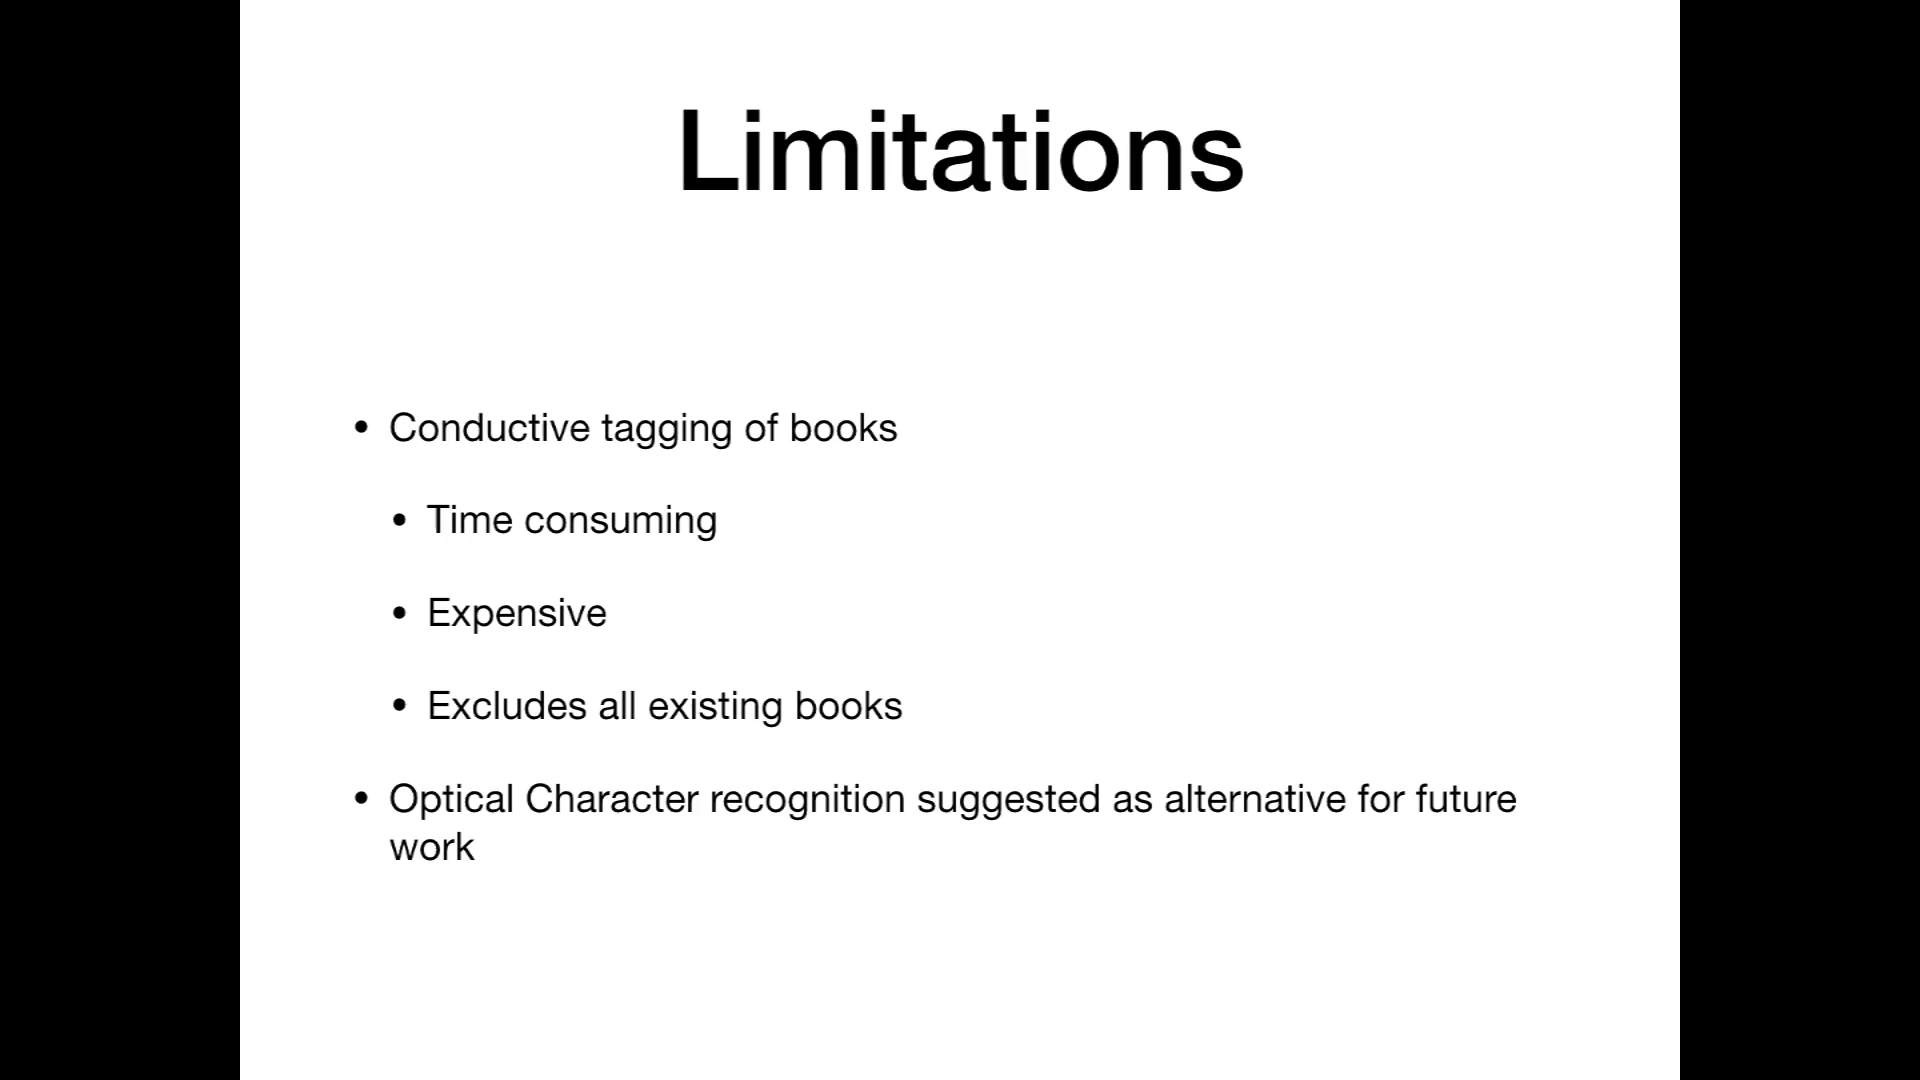 Limitations
• Conductive tagging of books
• Time consuming
• Expensive
• Excludes all existing books
• Optical Character recognition suggested as alternative for future
work